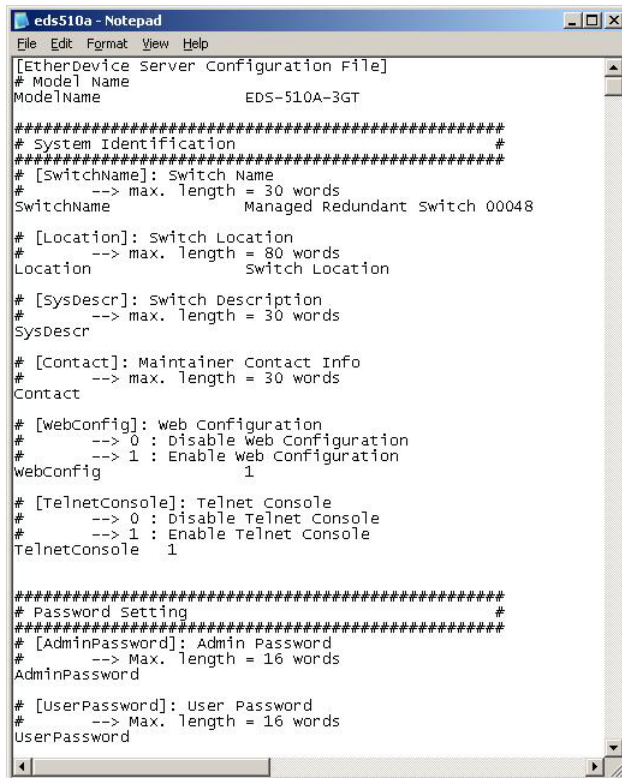 eds510a - Notepad
File Edit Format View Help
[EtherDevice Server Configuration File]
# Model Name
ModelName                EDS-510A-3GT

###################################################
# System Identification                           #
###################################################
# [SwitchName]: Switch Name
#       --> max. length = 30 words
SwitchName               Managed Redundant Switch 00048

# [Location]: Switch Location
#       --> max. length = 80 words
Location                 Switch Location

# [SysDescr]: Switch Description
#       --> max. length = 30 words
SysDescr

# [Contact]: Maintainer Contact Info
#       --> max. length = 30 words
Contact

# [WebConfig]: Web Configuration
#       --> 0 : Disable Web Configuration
#       --> 1 : Enable Web Configuration
WebConfig                1

# [TelnetConsole]: Telnet Console
#       --> 0 : Disable Telnet Console
#       --> 1 : Enable Telnet Console
TelnetConsole   1


###################################################
# Password Setting                                #
###################################################
# [AdminPassword]: Admin Password
#       --> Max. length = 16 words
AdminPassword

# [UserPassword]: User Password
#       --> Max. length = 16 words
UserPassword